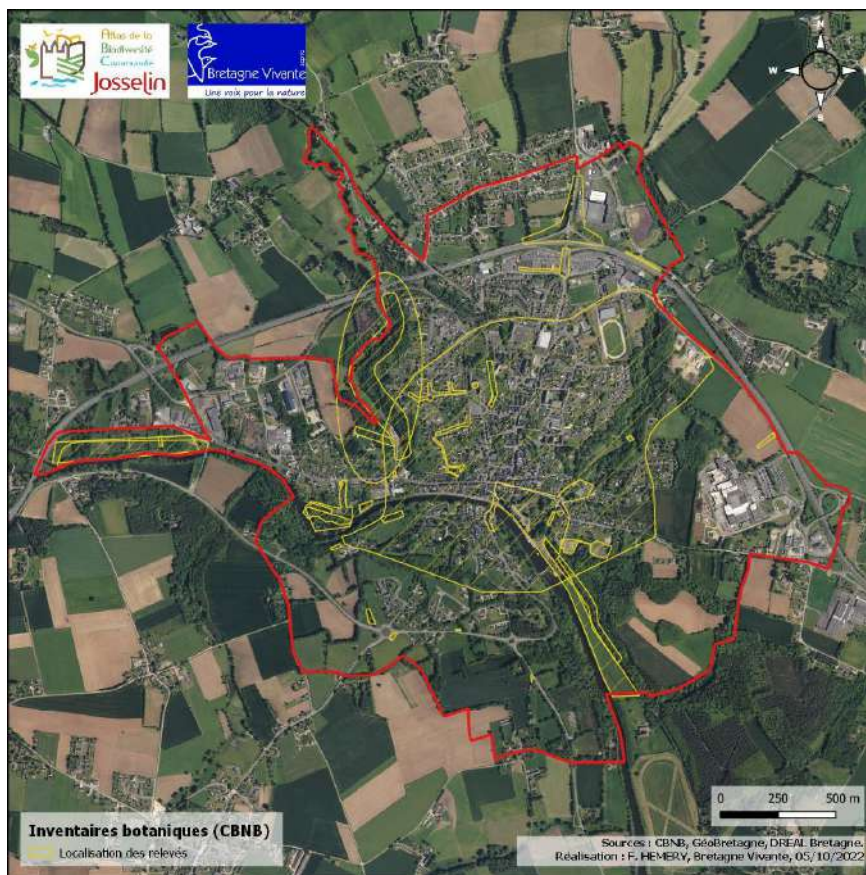 Atlas de la
Biodiversité
Communale
Josselin
Bretagne Vivante
Une voix pour la nature
W
S
0 250 500 m
Inventaires botaniques (CBNB)
Localisation des relevés
Sources : CBNB, GéoBretagne, DREAL Bretagne.
Réalisation : F. HEMERY, Bretagne Vivante, 05/10/2022